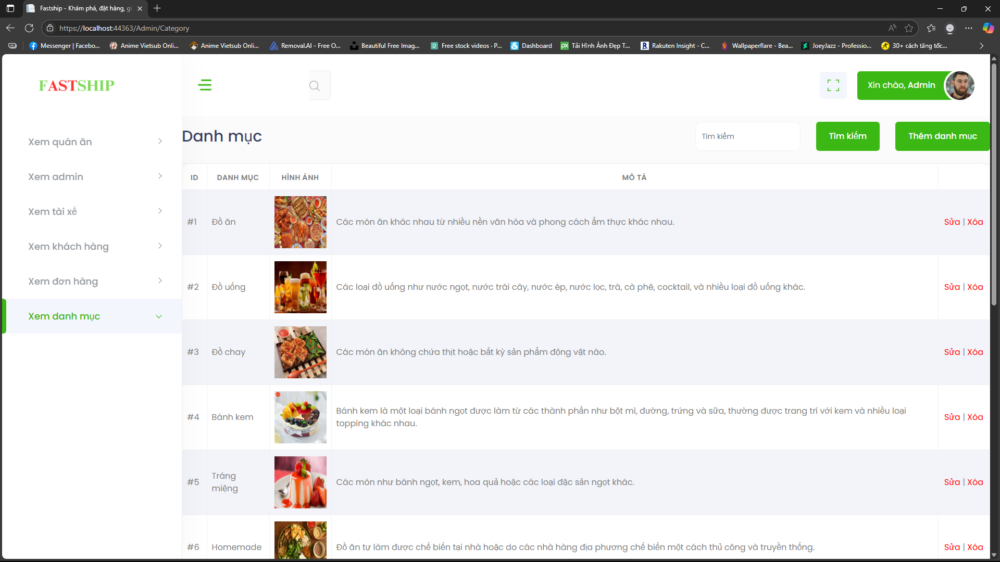 Fastship - Khám phá, đặt hàng, gi
https://localhost:44363/Admin/Category
Messenger | Facebo...
Anime Vietsub Onli...
Anime Vietsub Onli...
Removal.AI - Free O...
Beautiful Free Imag...
Free stock videos · P...
Dashboard
Tải Hình Ảnh Đẹp T...
Rakuten Insight - C...
Wallpaperflare - Bea...
JoeyJazz - Professio...
30+ cách tăng tốc...
FASTSHIP
Xin chào, Admin
Xem quán ăn
Xem admin
Xem tài xế
Xem khách hàng
Xem đơn hàng
Xem danh mục
Danh mục
Tìm kiếm
Tìm kiếm
Thêm danh mục
ID DANH MỤC HÌNH ẢNH MÔ TẢ
#1 Đồ ăn Các món ăn khác nhau từ nhiều nền văn hóa và phong cách ẩm thực khác nhau. Sửa | Xóa
#2 Đồ uống Các loại đồ uống như nước ngọt, nước trái cây, nước ép, nước lọc, trà, cà phê, cocktail, và nhiều loại đồ uống khác. Sửa | Xóa
#3 Đồ chay Các món ăn không chứa thịt hoặc bất kỳ sản phẩm động vật nào. Sửa | Xóa
#4 Bánh kem Bánh kem là một loại bánh ngọt được làm từ các thành phần như bột mì, đường, trứng và sữa, thường được trang trí với kem và nhiều loại
topping khác nhau. Sửa | Xóa
#5 Tráng
miệng Các món như bánh ngọt, kem, hoa quả hoặc các loại đặc sản ngọt khác. Sửa | Xóa
#6 Homemade Đồ ăn tự làm được chế biến tại nhà hoặc do các nhà hàng địa phương chế biến một cách thủ công và truyền thống. Sửa | Xóa